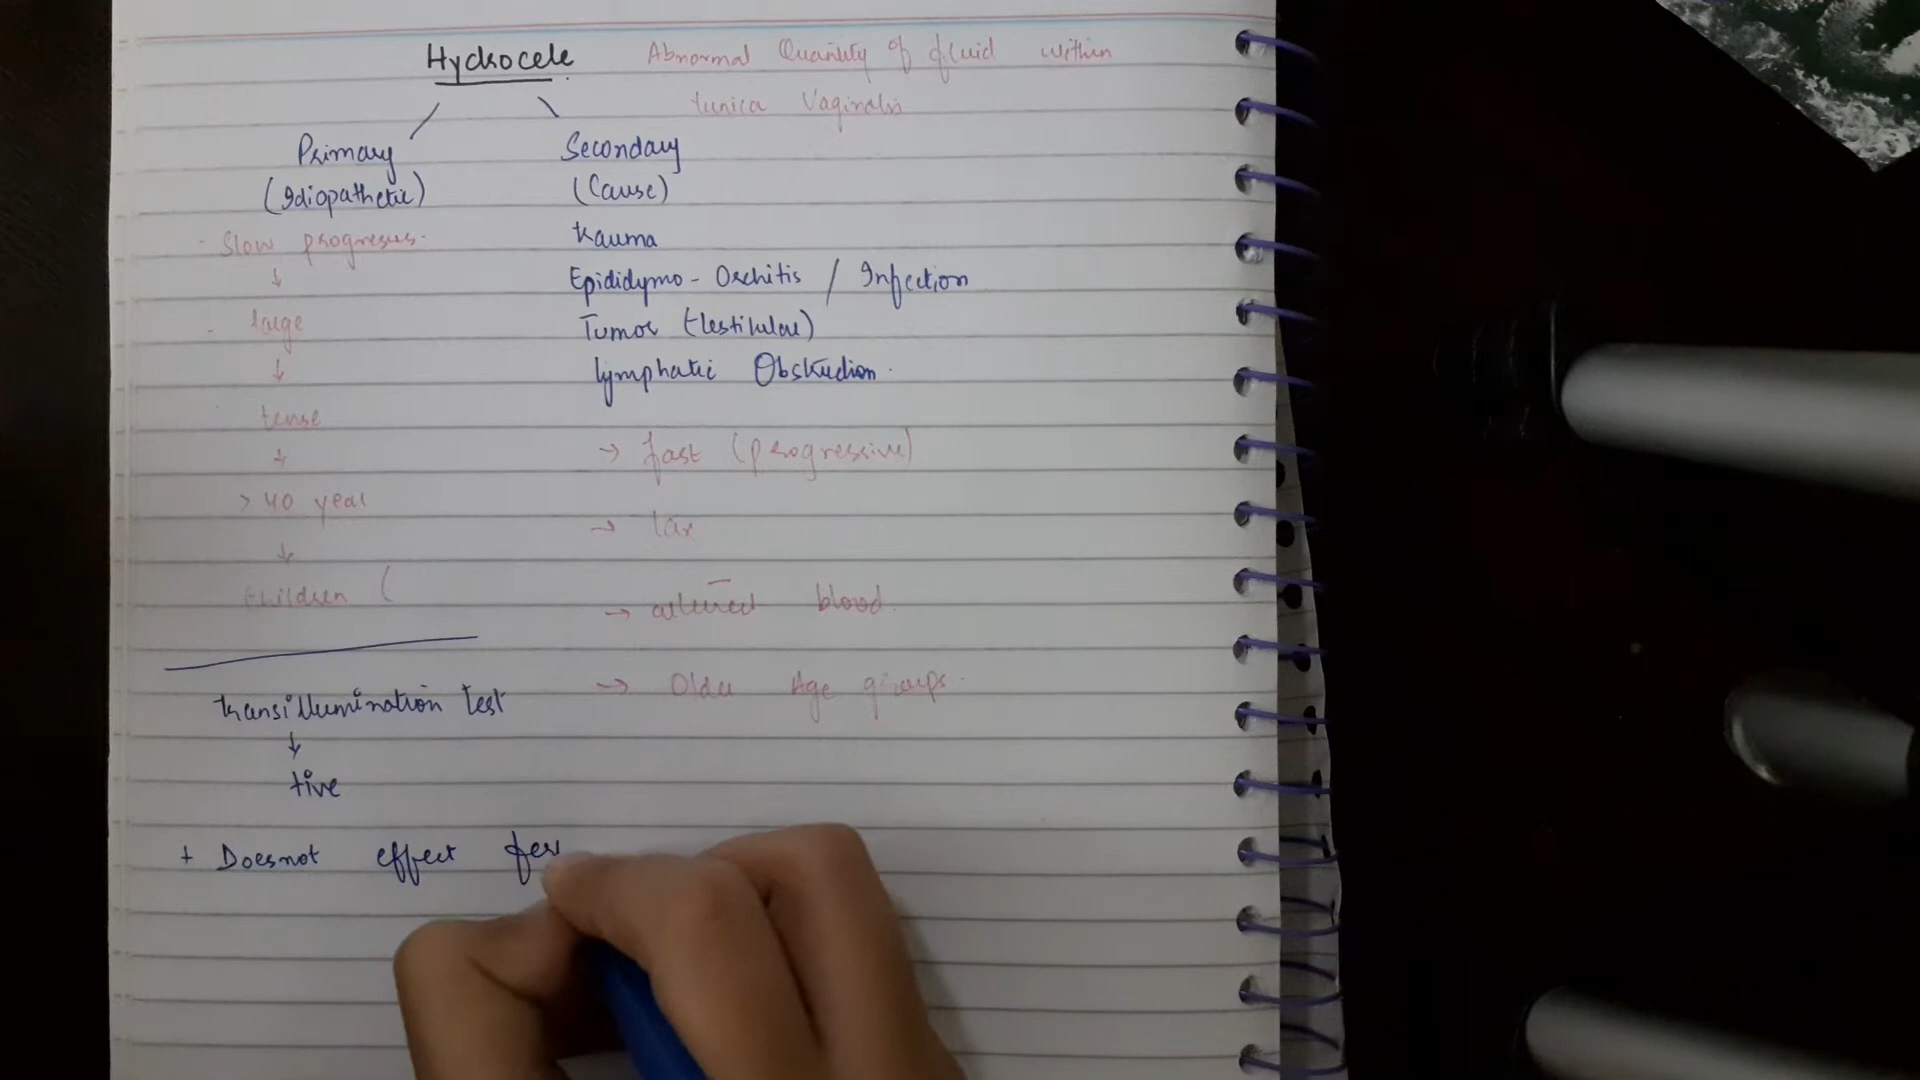 Hydrocele Abnormal Quantity of fluid within
tunica Vaginalis
Primary Secondary
(Idiopathetic) (Cause)
- Slow progresus. trauma
↓ Epididymo - Orchitis / Infection
- large Tumor (testicular)
↓ lymphatic Obstruction.
tense → fast (progressive)
↓
> 40 year → lax
↓
children ( → altered blood.
transillumination test → Older Age groups.
↓
+ive
+ Doesnot effect fer